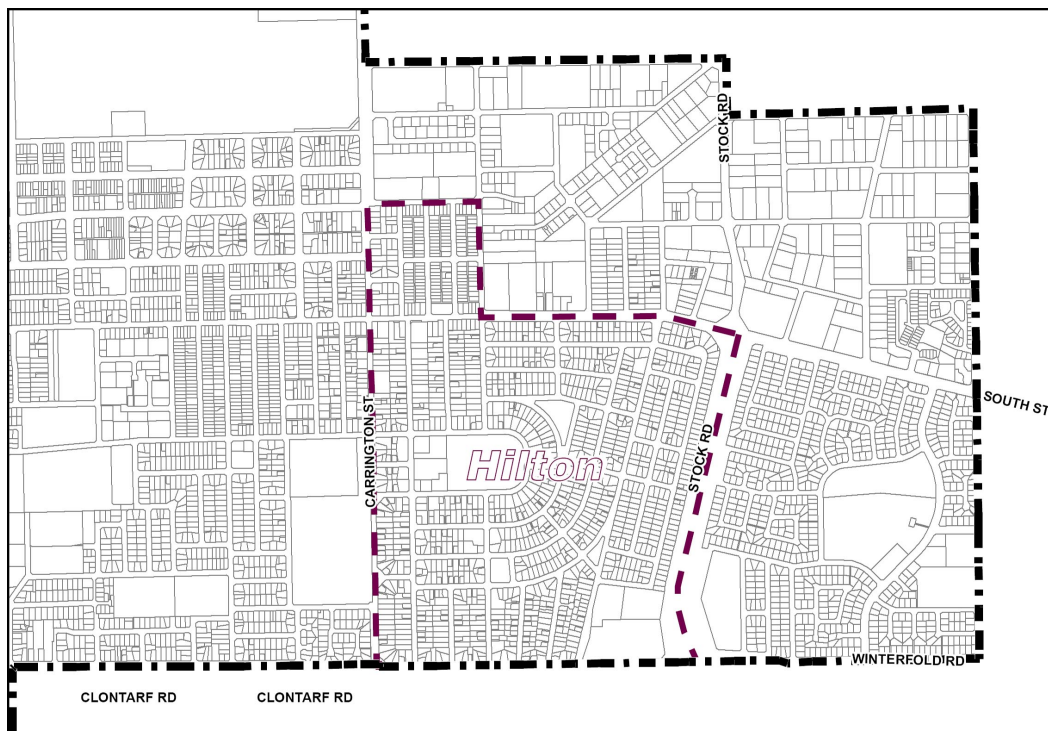 STOCK RD
SOUTH ST
CARRINGTON ST
Hilton
STOCK RD
WINTERFOLD RD
CLONTARF RD
CLONTARF RD